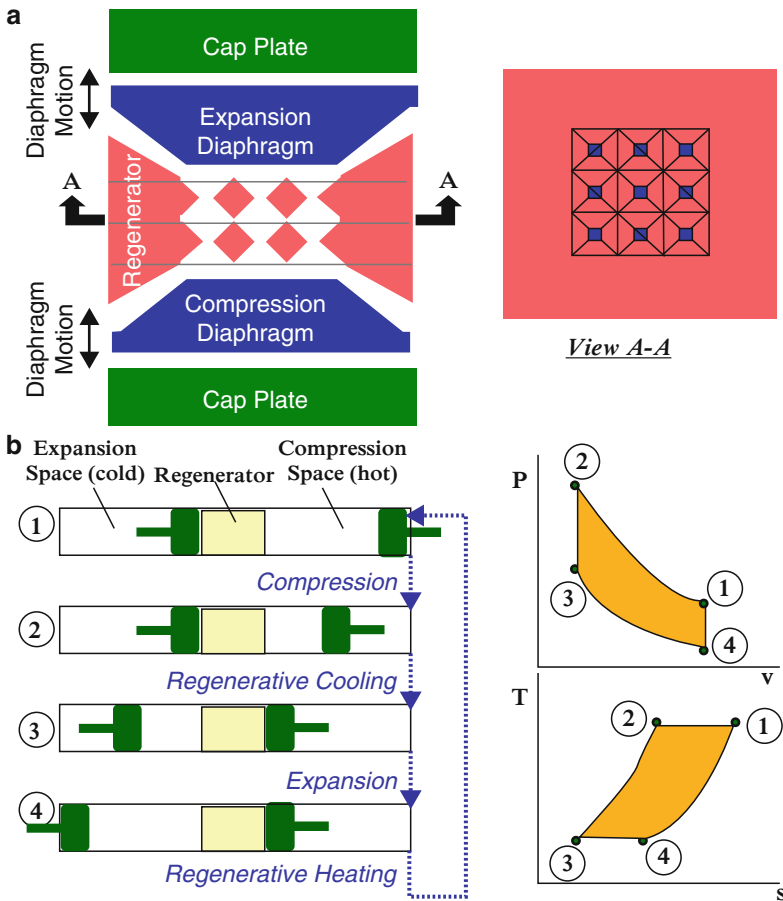 a
Cap Plate
Diaphragm
Motion
Expansion
Diaphragm
Regenerator
A
A
Diaphragm
Motion
Compression
Diaphragm
Cap Plate
View A-A
b
Expansion
Space (cold)
Regenerator
Compression
Space (hot)
1
Compression
2
Regenerative Cooling
3
Expansion
4
Regenerative Heating
P
2
3
1
4
v
T
2
1
3
4
s